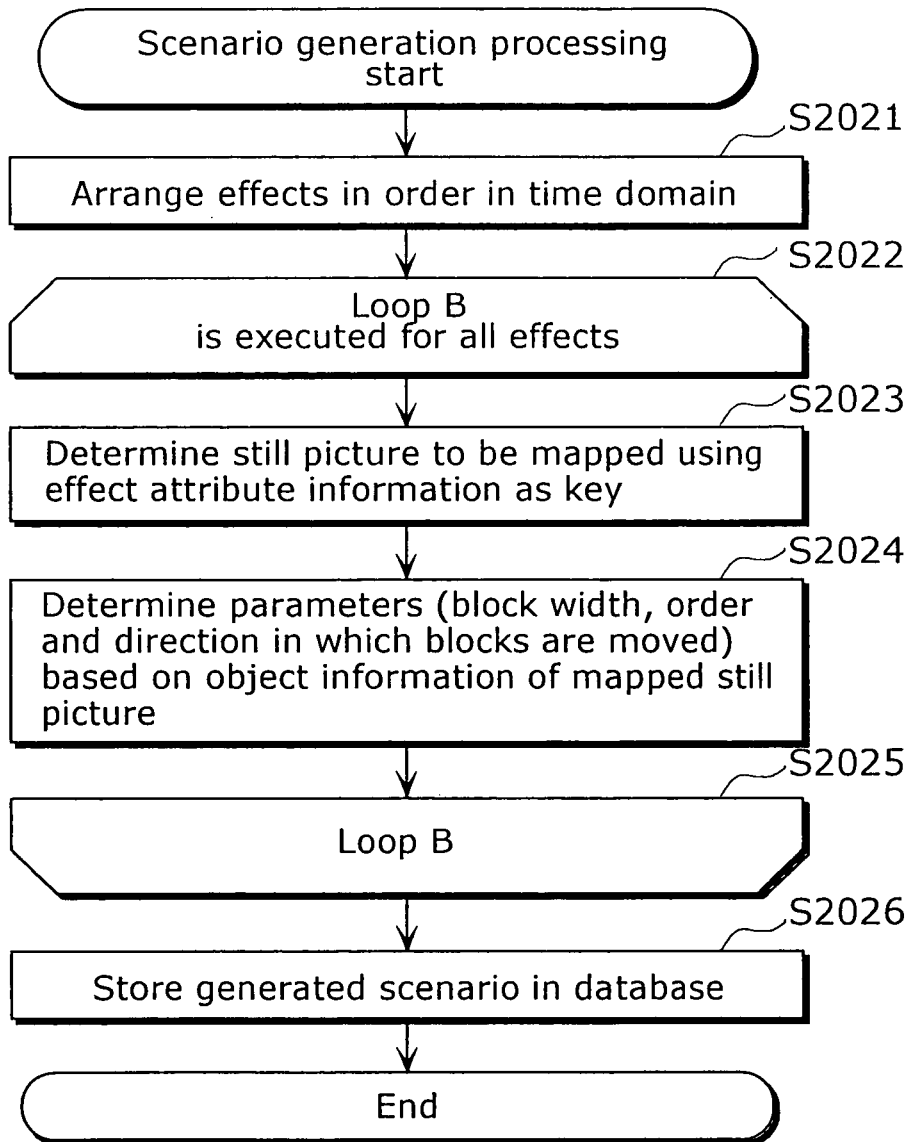 Scenario generation processing
start
S2021
Arrange effects in order in time domain
S2022
Loop B
is executed for all effects
S2023
Determine still picture to be mapped using
effect attribute information as key
S2024
Determine parameters (block width, order
and direction in which blocks are moved)
based on object information of mapped still
picture
S2025
Loop B
S2026
Store generated scenario in database
End